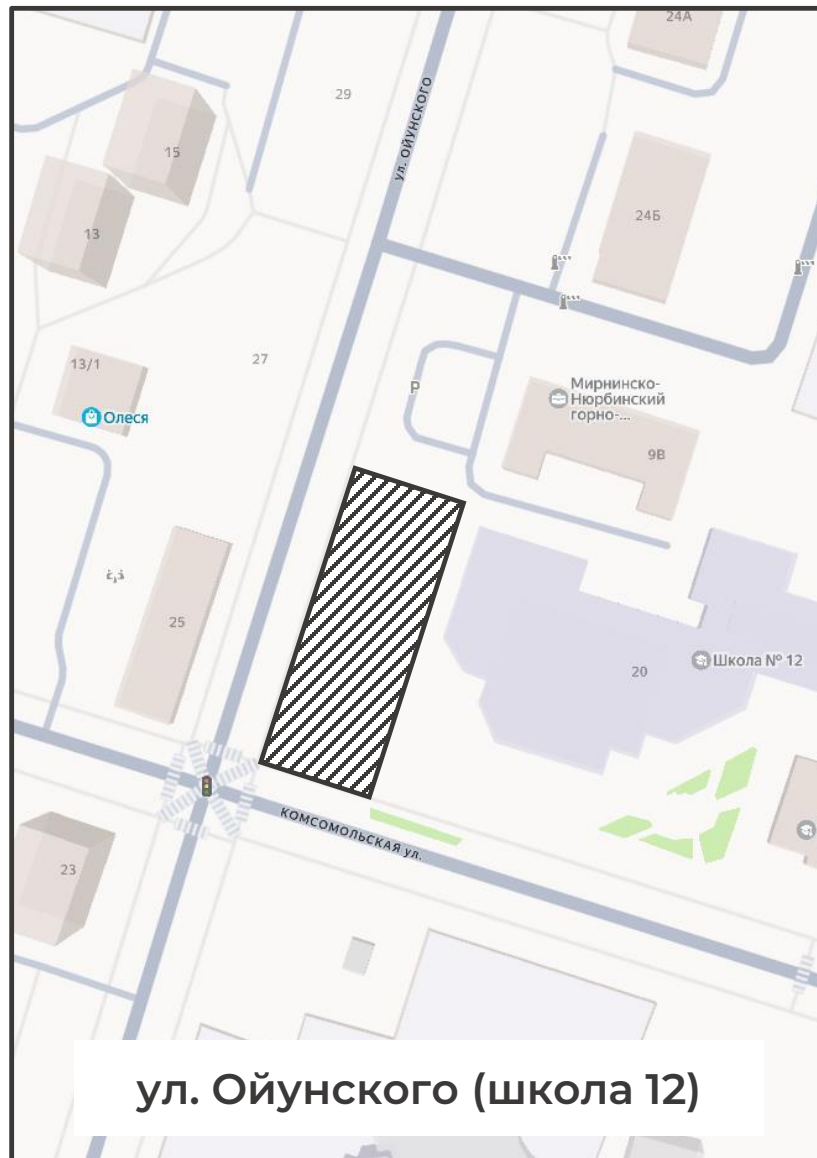 24А
29
ул. ОЙУНСКОГО
15
24Б
13
27
13/1
Р
Мирнинско-
Нюрбинский
горно-...
Олеся
9В
25
20
Школа № 12
КОМСОМОЛЬСКАЯ ул.
23
ул. Ойунского (школа 12)